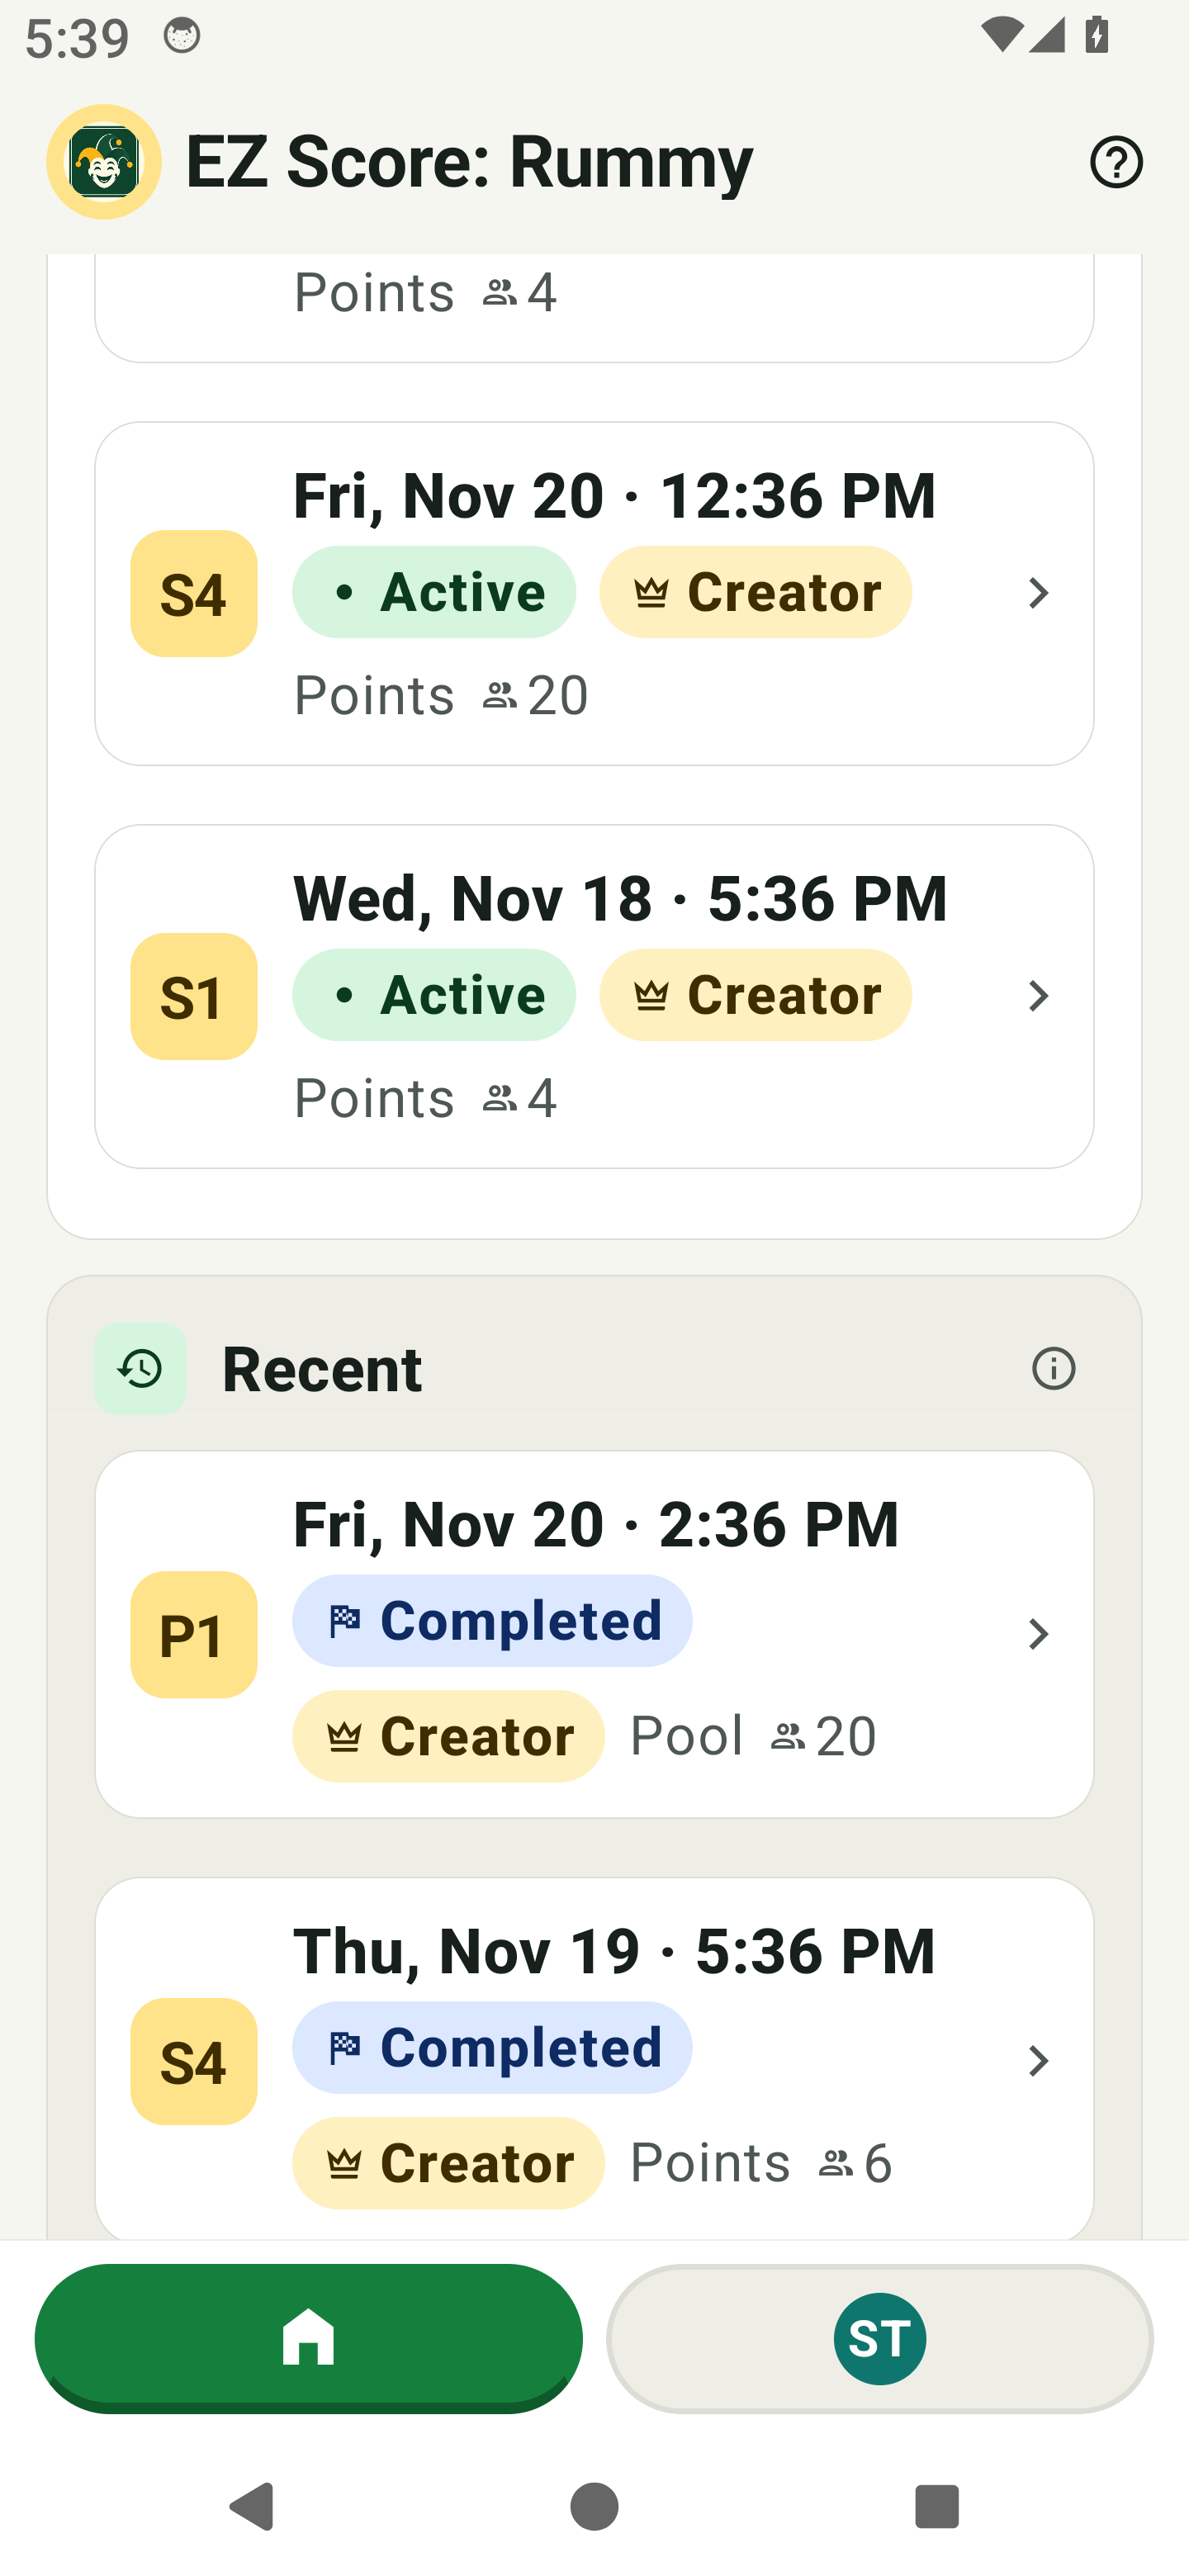 5:39
EZ Score: Rummy
Points 4
Fri, Nov 20 · 12:36 PM
S4
• Active Creator
Points 20
Wed, Nov 18 · 5:36 PM
S1
• Active Creator
Points 4
Recent
Fri, Nov 20 · 2:36 PM
P1
Completed
Creator Pool 20
Thu, Nov 19 · 5:36 PM
S4
Completed
Creator Points 6
ST